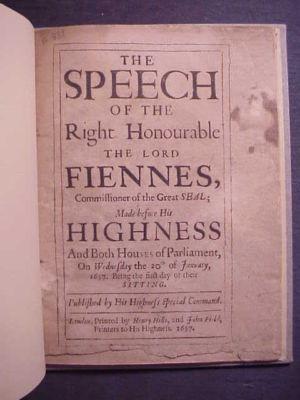 THE
SPEECH
OF THE
Right Honourable
THE LORD
FIENNES,
Commissioner of the Great SEAL;
Made before His
HIGHNESS
And Both Houses of Parliament,
On Wednesday the 20th of January,
1657. Being the first day of their
SITTING.
Published by His Highness Special Command.
London, Printed by Henry Hills, and John Field,
Printers to His Highness. 1657.